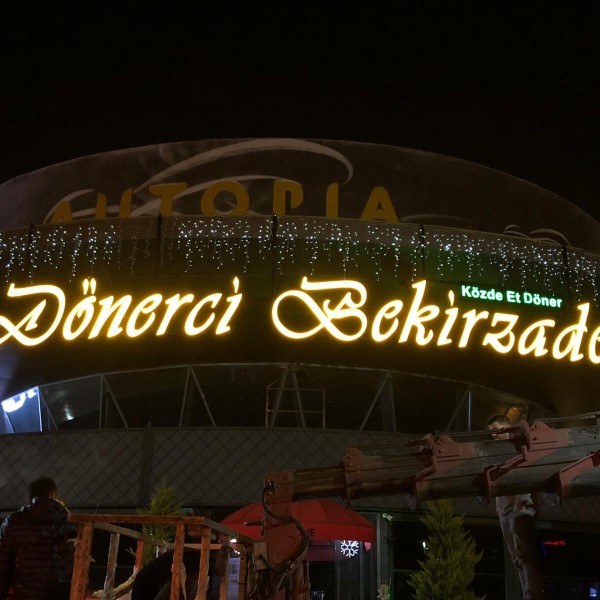 AUTOPIA
Közde Et Döner
Dönerci Bekirzade